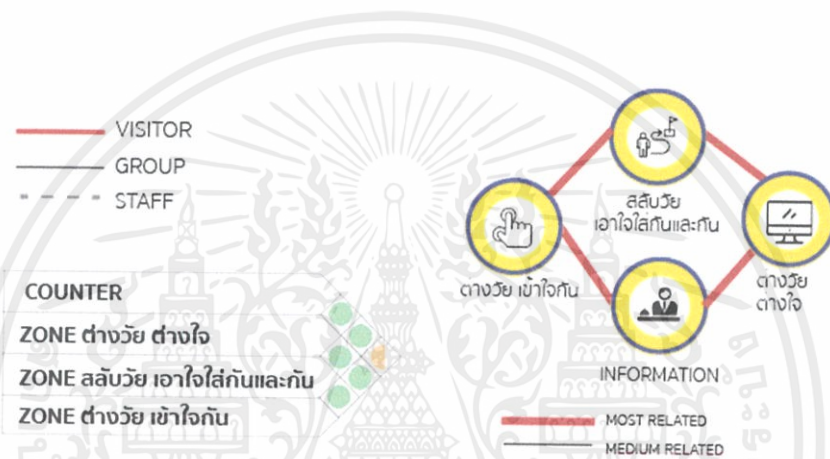 VISITOR
GROUP
STAFF
COUNTER
ZONE ต่างวัย ต่างใจ
ZONE สลับวัย เอาใจใส่กันและกัน
ZONE ต่างวัย เข้าใจกัน
สลับวัย
เอาใจใส่กันและกัน
ต่างวัย เข้าใจกัน
ต่างวัย
ต่างใจ
INFORMATION
MOST RELATED
MEDIUM RELATED